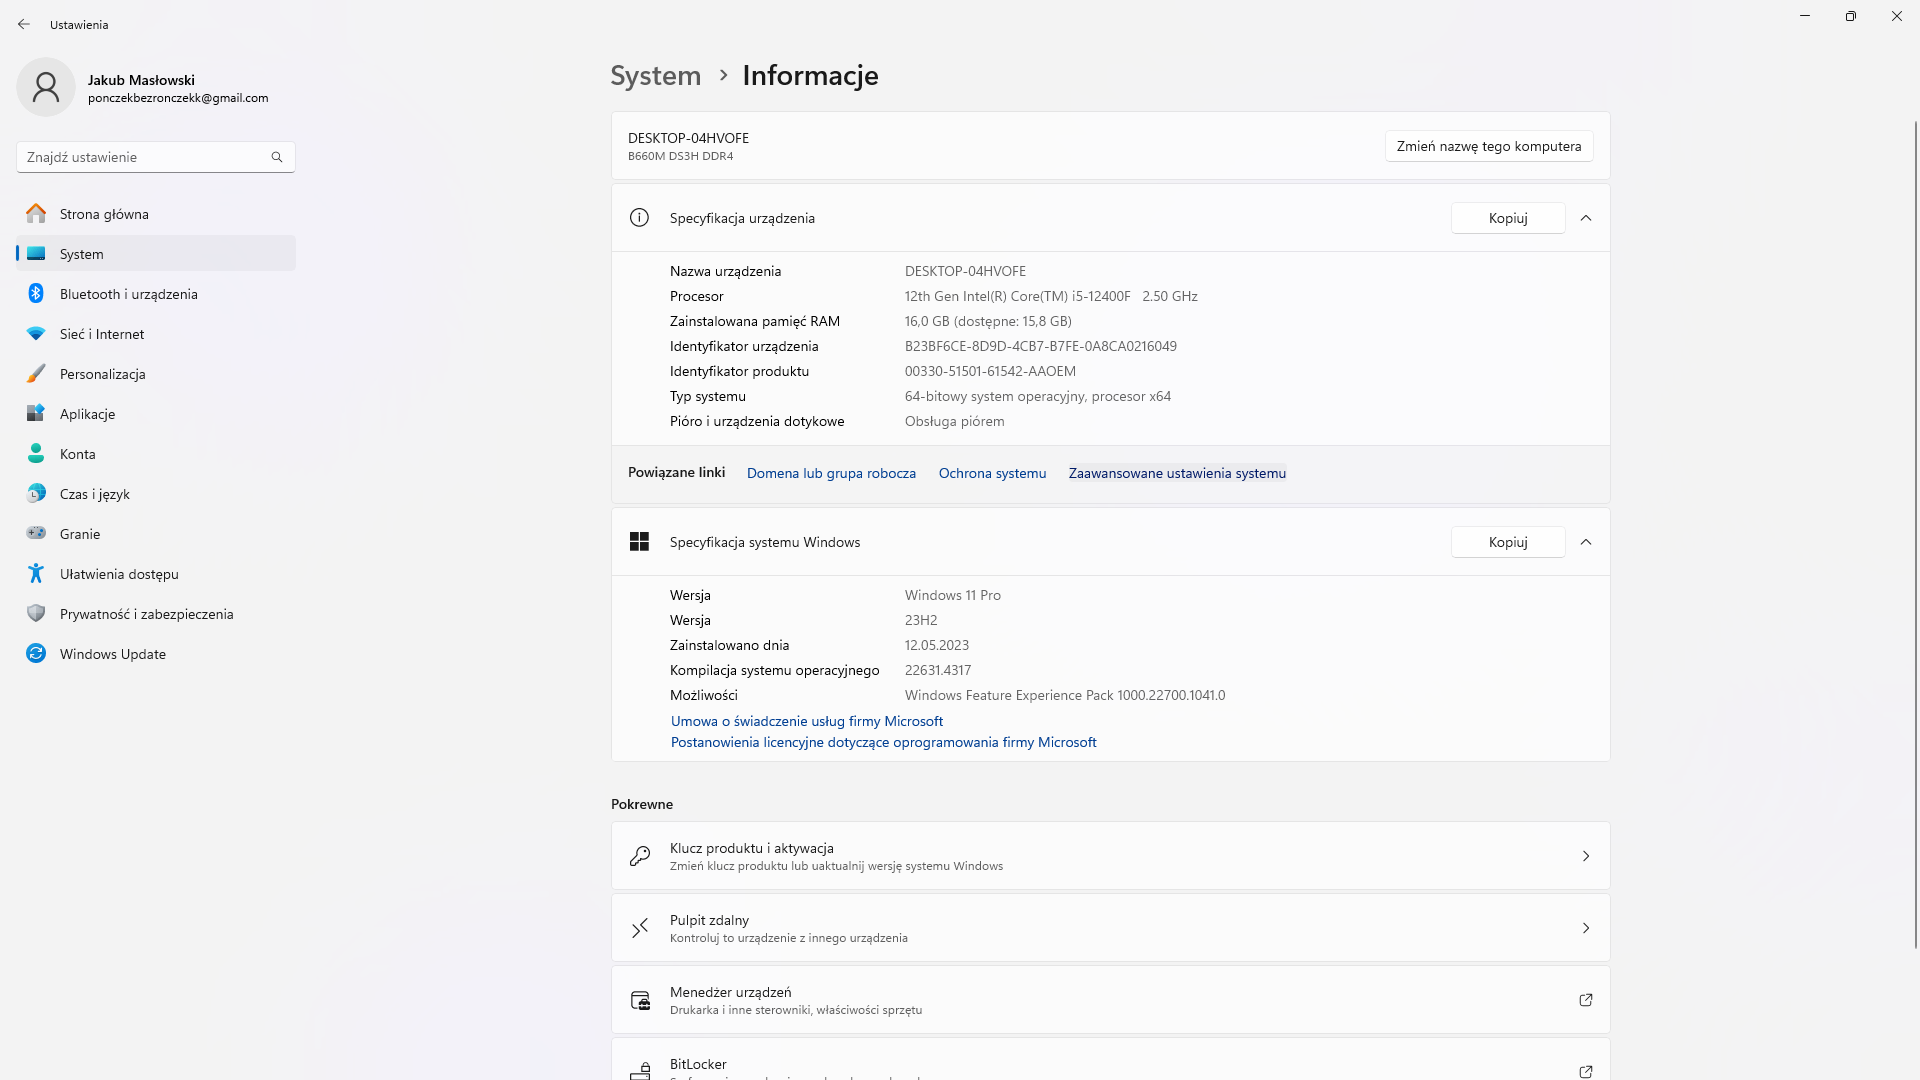 Ustawienia
Jakub Masłowski
ponczekbezronczekk@gmail.com
Znajdź ustawienie
Strona główna
System
Bluetooth i urządzenia
Sieć i Internet
Personalizacja
Aplikacje
Konta
Czas i język
Granie
Ułatwienia dostępu
Prywatność i zabezpieczenia
Windows Update
System > Informacje
DESKTOP-04HVOFE
B660M DS3H DDR4
Zmień nazwę tego komputera
Specyfikacja urządzenia
Kopiuj
Nazwa urządzenia DESKTOP-04HVOFE
Procesor 12th Gen Intel(R) Core(TM) i5-12400F 2.50 GHz
Zainstalowana pamięć RAM 16,0 GB (dostępne: 15,8 GB)
Identyfikator urządzenia B23BF6CE-8D9D-4CB7-B7FE-0A8CA0216049
Identyfikator produktu 00330-51501-61542-AAOEM
Typ systemu 64-bitowy system operacyjny, procesor x64
Pióro i urządzenia dotykowe Obsługa piórem
Powiązane linki Domena lub grupa robocza Ochrona systemu Zaawansowane ustawienia systemu
Specyfikacja systemu Windows
Kopiuj
Wersja Windows 11 Pro
Wersja 23H2
Zainstalowano dnia 12.05.2023
Kompilacja systemu operacyjnego 22631.4317
Możliwości Windows Feature Experience Pack 1000.22700.1041.0
Umowa o świadczenie usług firmy Microsoft
Postanowienia licencyjne dotyczące oprogramowania firmy Microsoft
Pokrewne
Klucz produktu i aktywacja
Zmień klucz produktu lub uaktualnij wersję systemu Windows
Pulpit zdalny
Kontroluj to urządzenie z innego urządzenia
Menedżer urządzeń
Drukarka i inne sterowniki, właściwości sprzętu
BitLocker